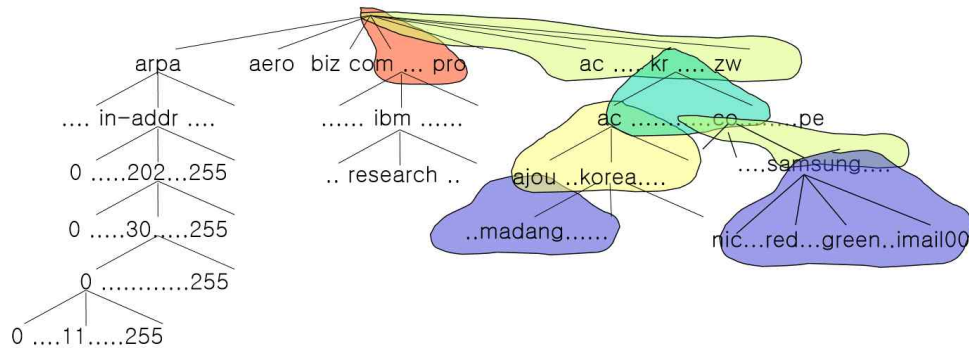 arpa aero biz com ... pro ac .... kr .... zw
.... in-addr .... ...... ibm ...... ac ...........co.........pe
0 .....202...255 .. research .. ajou ..korea..... ....samsung....
0 .....30.....255 ..madang...... nic...red...green..imail00
0 ............255
0 ....11.....255